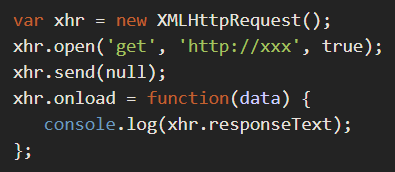 var xhr = new XMLHttpRequest();
xhr.open('get', 'http://xxx', true);
xhr.send(null);
xhr.onload = function(data) {
   console.log(xhr.responseText);
};